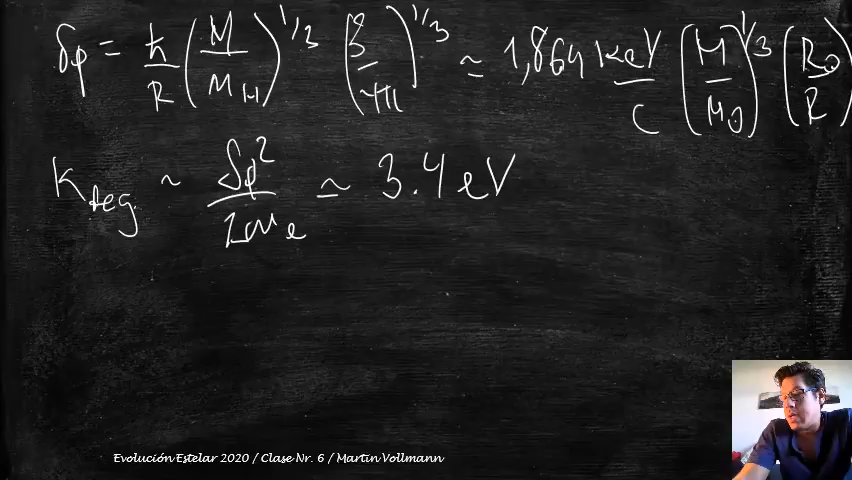 δp = ℏ/R (M/M_H)^1/3 (3/4π)^1/3 ≃ 1,864 keV/c (M/M⊙)^1/3 (R⊙/R)
K_deg ~ δp²/2m_e ≃ 3.4 eV
Evolución Estelar 2020 / Clase Nr. 6 / Martin Vollmann